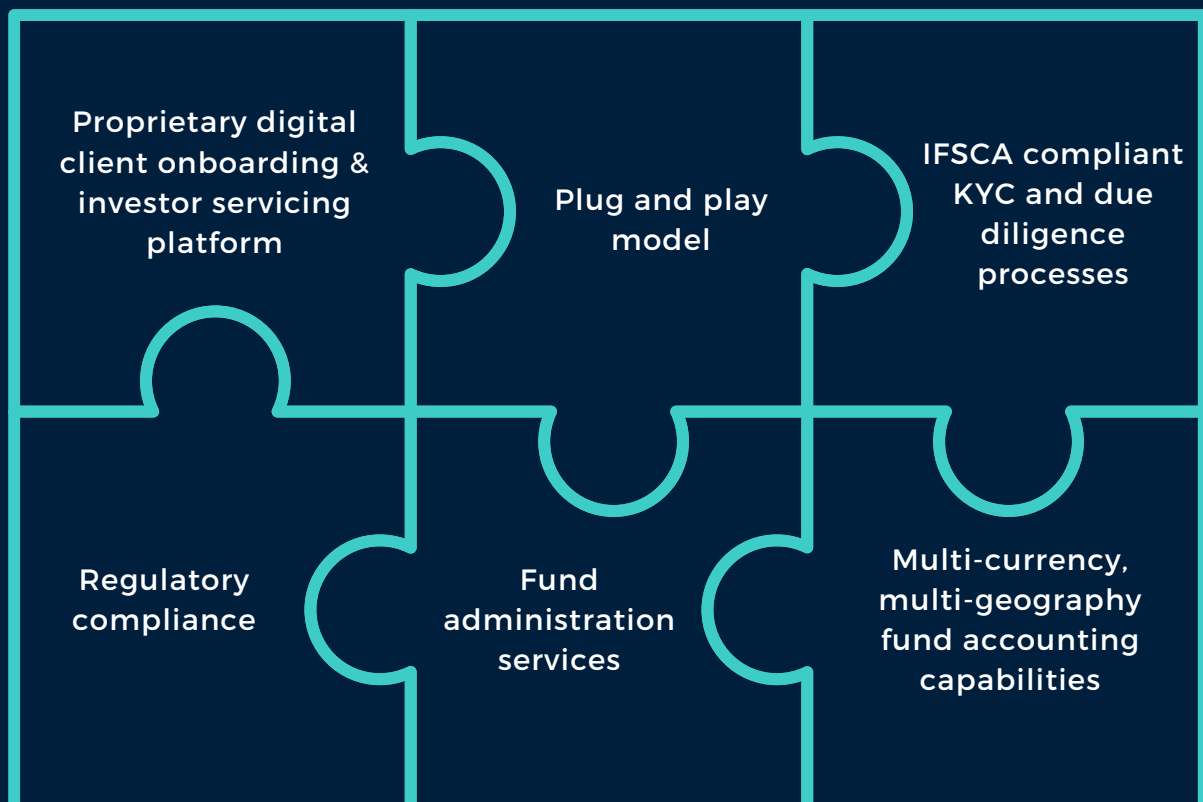 Proprietary digital
client onboarding &
investor servicing
platform
Plug and play
model
IFSCA compliant
KYC and due
diligence
processes
Regulatory
compliance
Fund
administration
services
Multi-currency,
multi-geography
fund accounting
capabilities